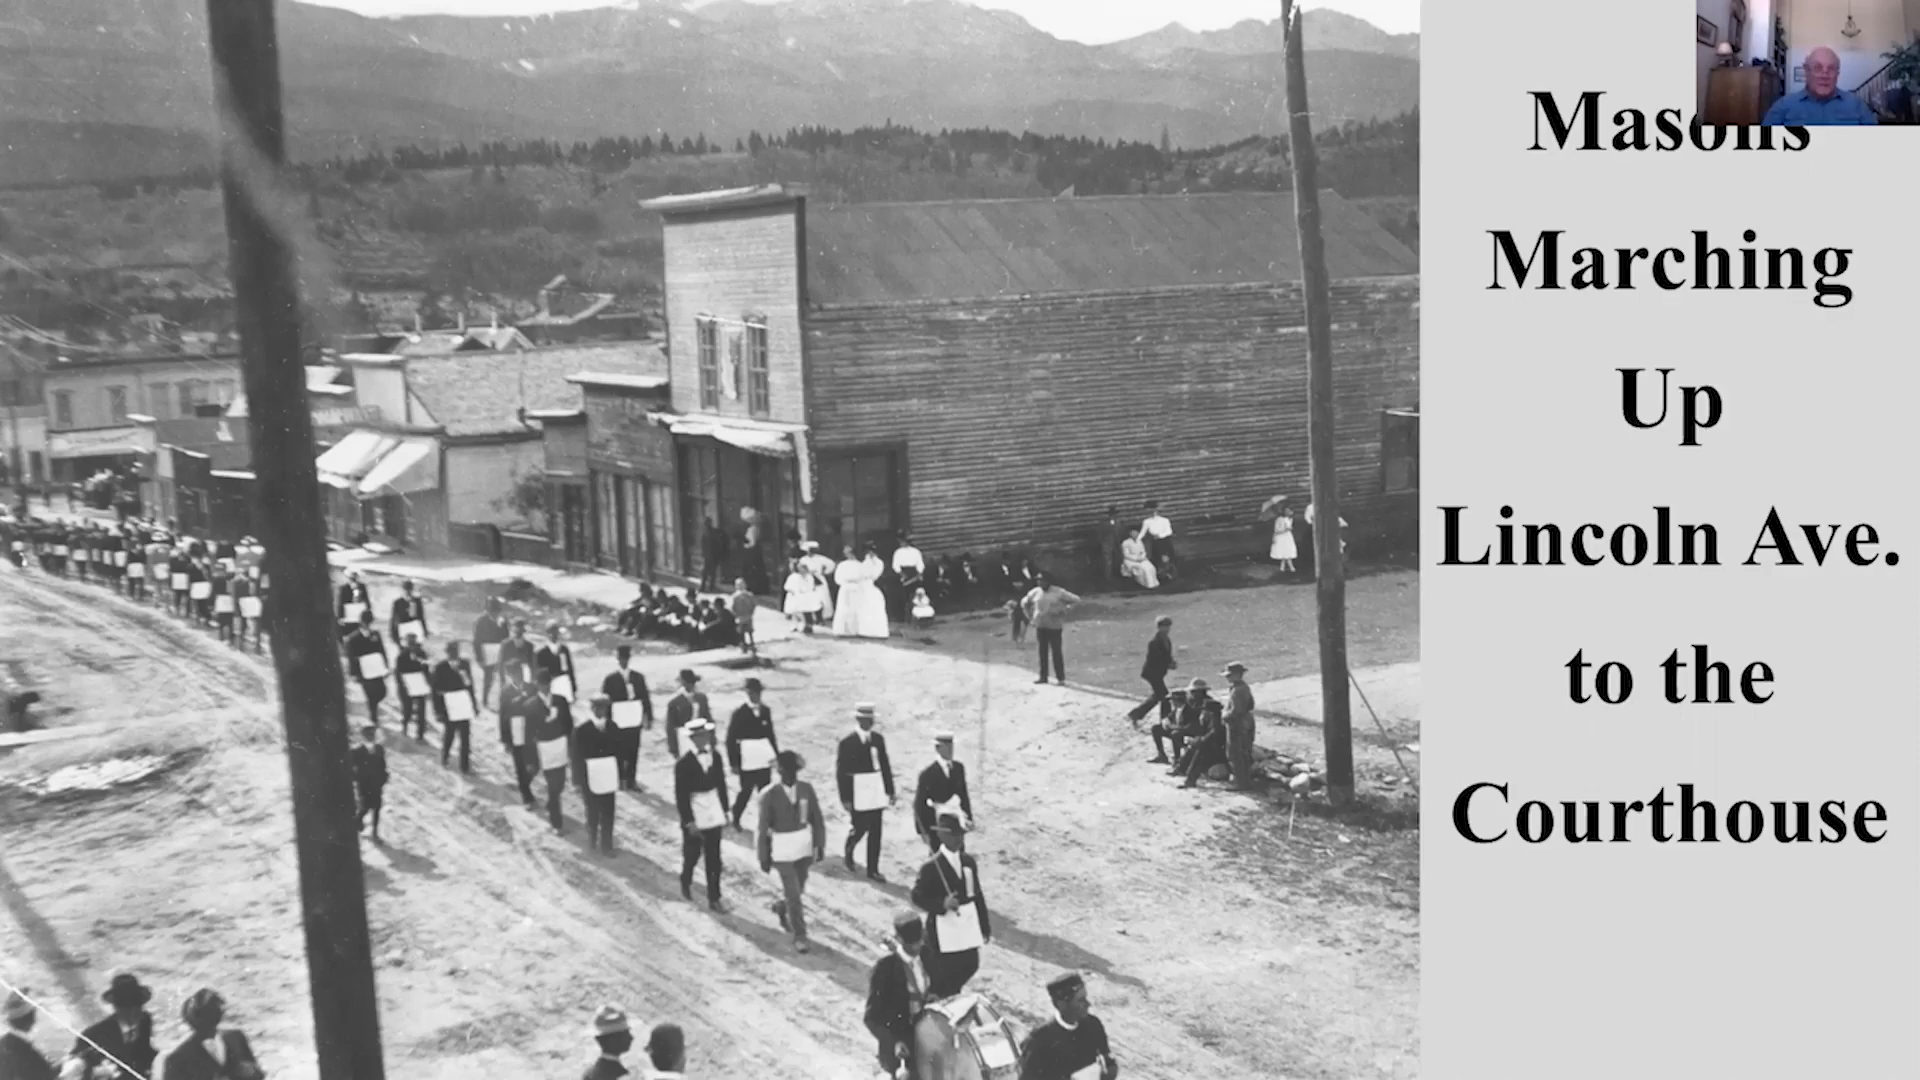 Masons
Marching
Up
Lincoln Ave.
to the
Courthouse